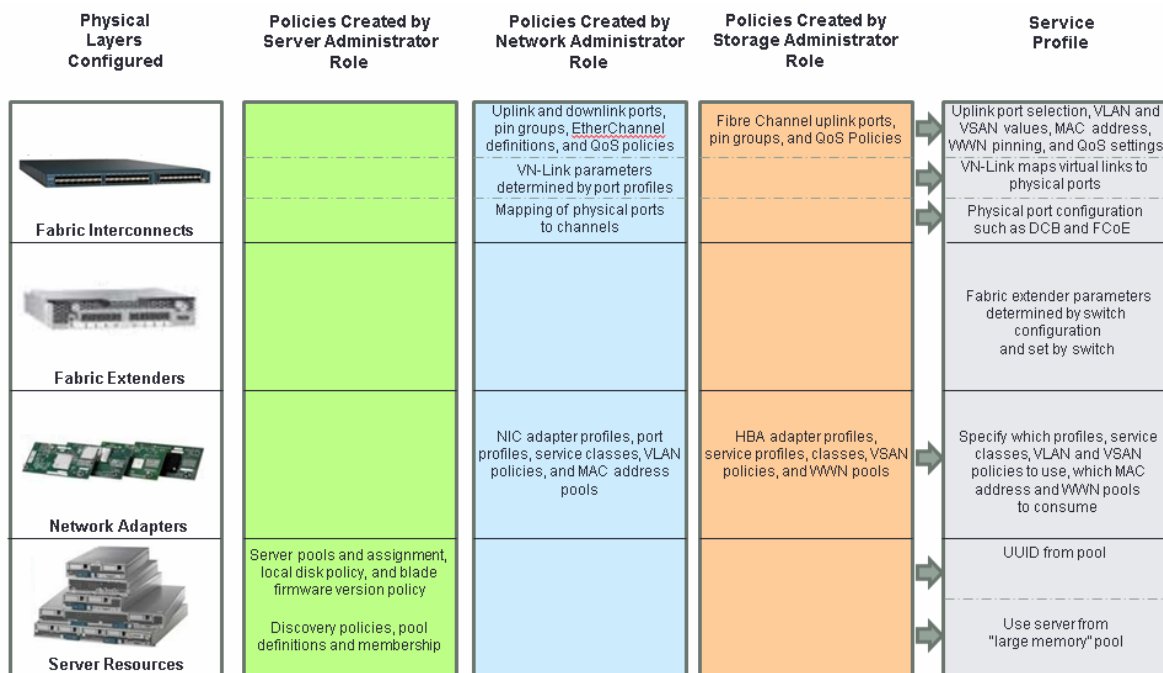 Physical
Layers
Configured
Policies Created by
Server Administrator
Role
Policies Created by
Network Administrator
Role
Policies Created by
Storage Administrator
Role
Service
Profile
Uplink and downlink ports,
pin groups, EtherChannel
definitions, and QoS policies
Fibre Channel uplink ports,
pin groups, and QoS Policies
Uplink port selection, VLAN and
VSAN values, MAC address,
WWN pinning, and QoS settings
VN-Link parameters
determined by port profiles
VN-Link maps virtual links to
physical ports
Mapping of physical ports
to channels
Physical port configuration
such as DCB and FCoE
Fabric Interconnects
Fabric extender parameters
determined by switch
configuration
and set by switch
Fabric Extenders
NIC adapter profiles, port
profiles, service classes, VLAN
policies, and MAC address
pools
HBA adapter profiles,
service profiles, classes, VSAN
policies, and WWN pools
Specify which profiles, service
classes, VLAN and VSAN
policies to use, which MAC
address and WWN pools
to consume
Network Adapters
Server pools and assignment,
local disk policy, and blade
firmware version policy
UUID from pool
Discovery policies, pool
definitions and membership
Use server from
"large memory" pool
Server Resources